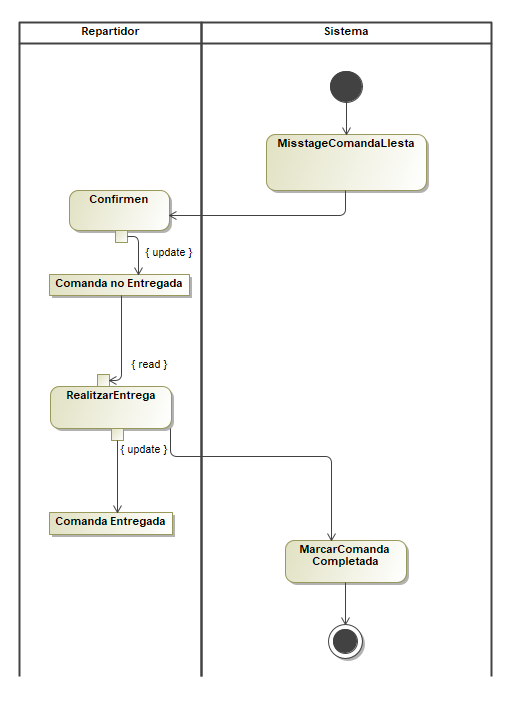 Repartidor
Sistema
MisstageComandaLlesta
Confirmen
{ update }
Comanda no Entregada
{ read }
RealitzarEntrega
{ update }
Comanda Entregada
MarcarComanda
Completada